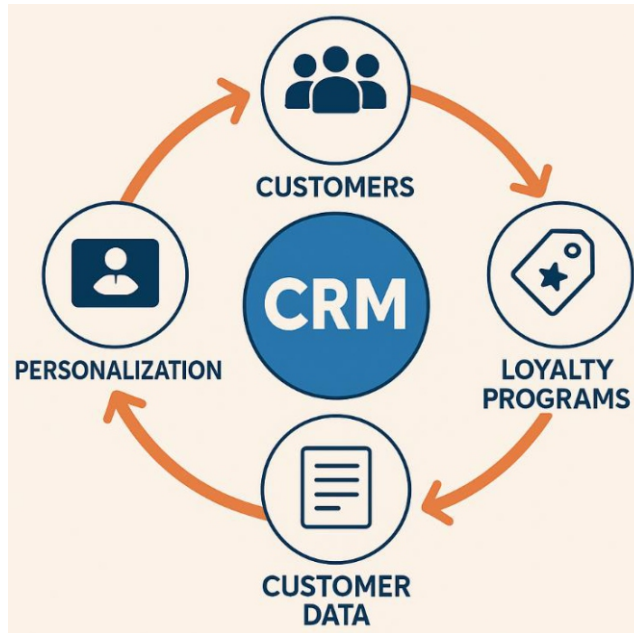 CUSTOMERS
CRM
PERSONALIZATION
LOYALTY
PROGRAMS
CUSTOMER
DATA